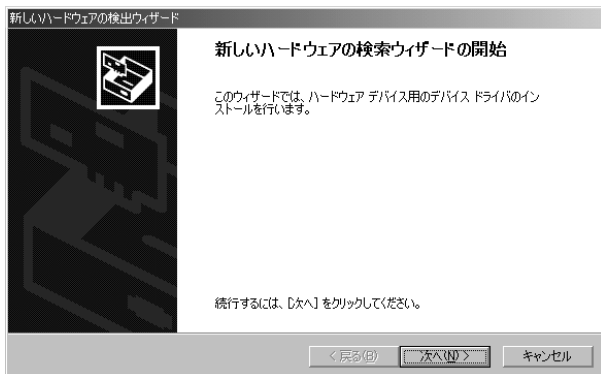 新しいハードウェアの検出ウィザード
新しいハードウェアの検索ウィザードの開始
このウィザードでは、ハードウェア デバイス用のデバイス ドライバのイン
ストールを行います。
続行するには、[次へ] をクリックしてください。
< 戻る(B)
次へ(N) >
キャンセル